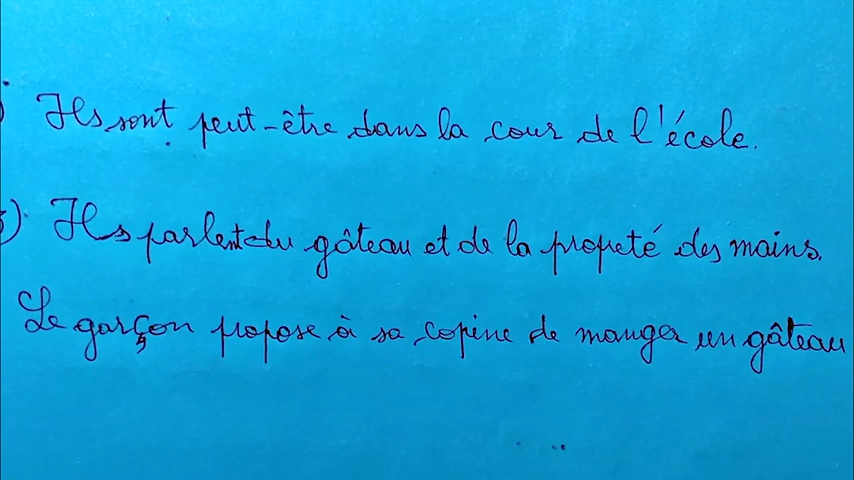 Ils sont peut-être dans la cour de l'école.
) Ils parlent du gâteau et de la propreté des mains.
Le garçon propose à sa copine de manger un gâteau